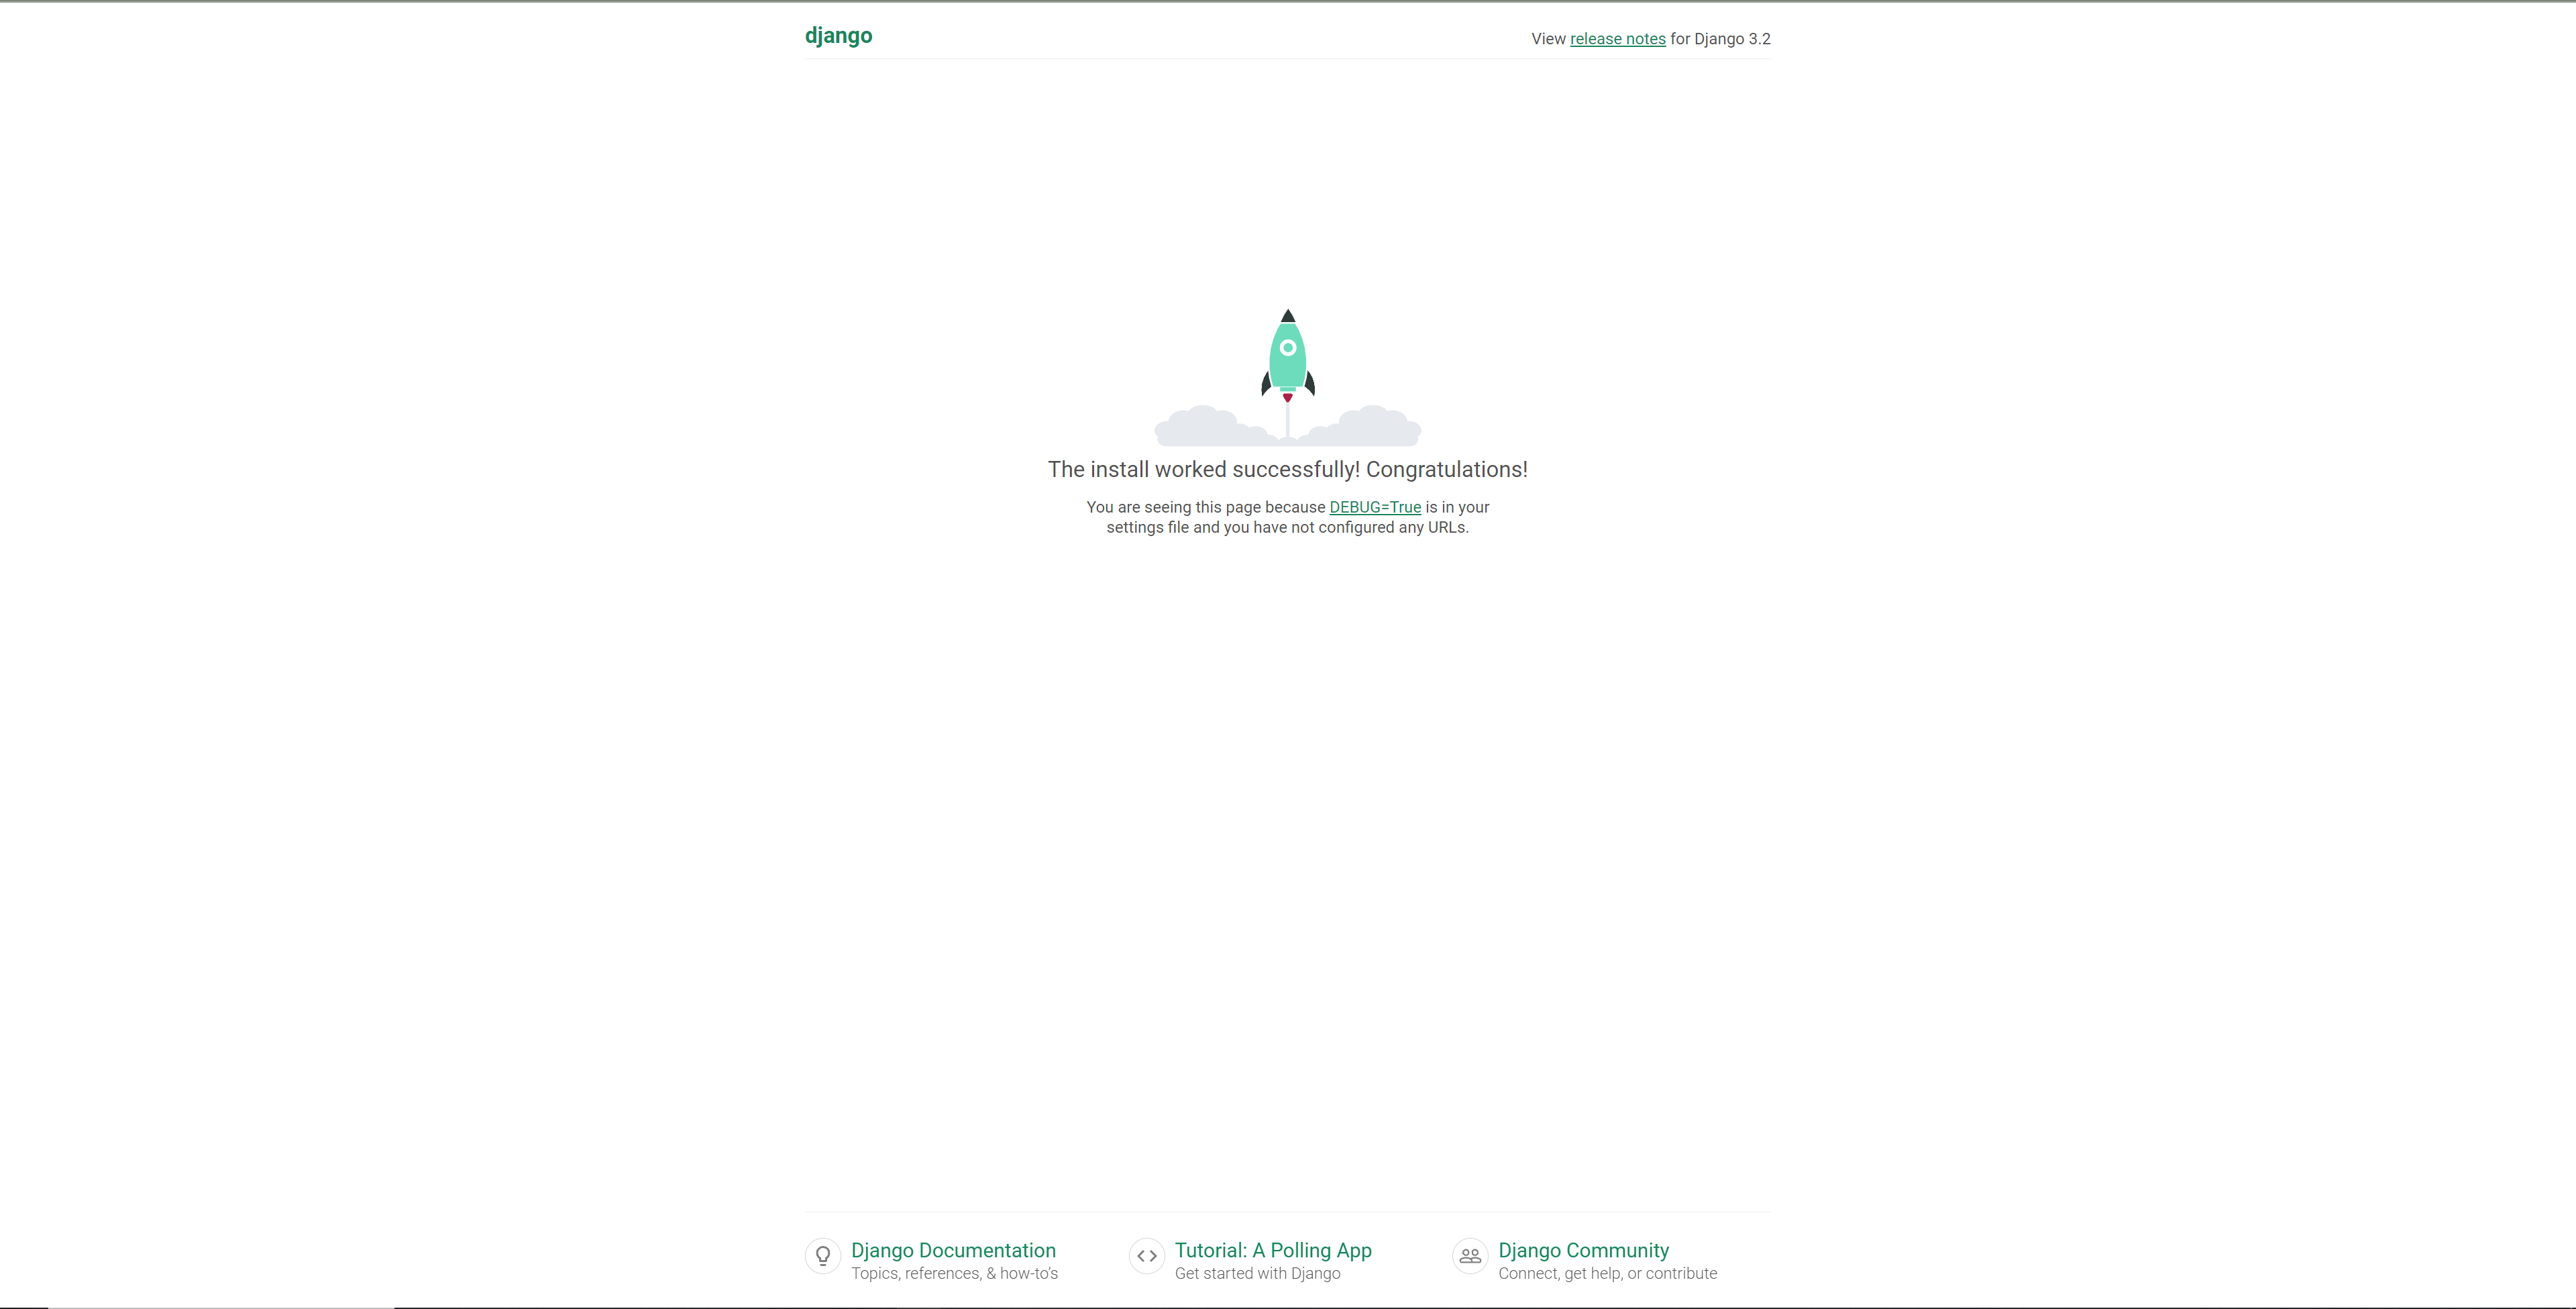 django
View release notes for Django 3.2
The install worked successfully! Congratulations!
You are seeing this page because DEBUG=True is in your
settings file and you have not configured any URLs.
Django Documentation
Topics, references, & how-to's
Tutorial: A Polling App
Get started with Django
Django Community
Connect, get help, or contribute